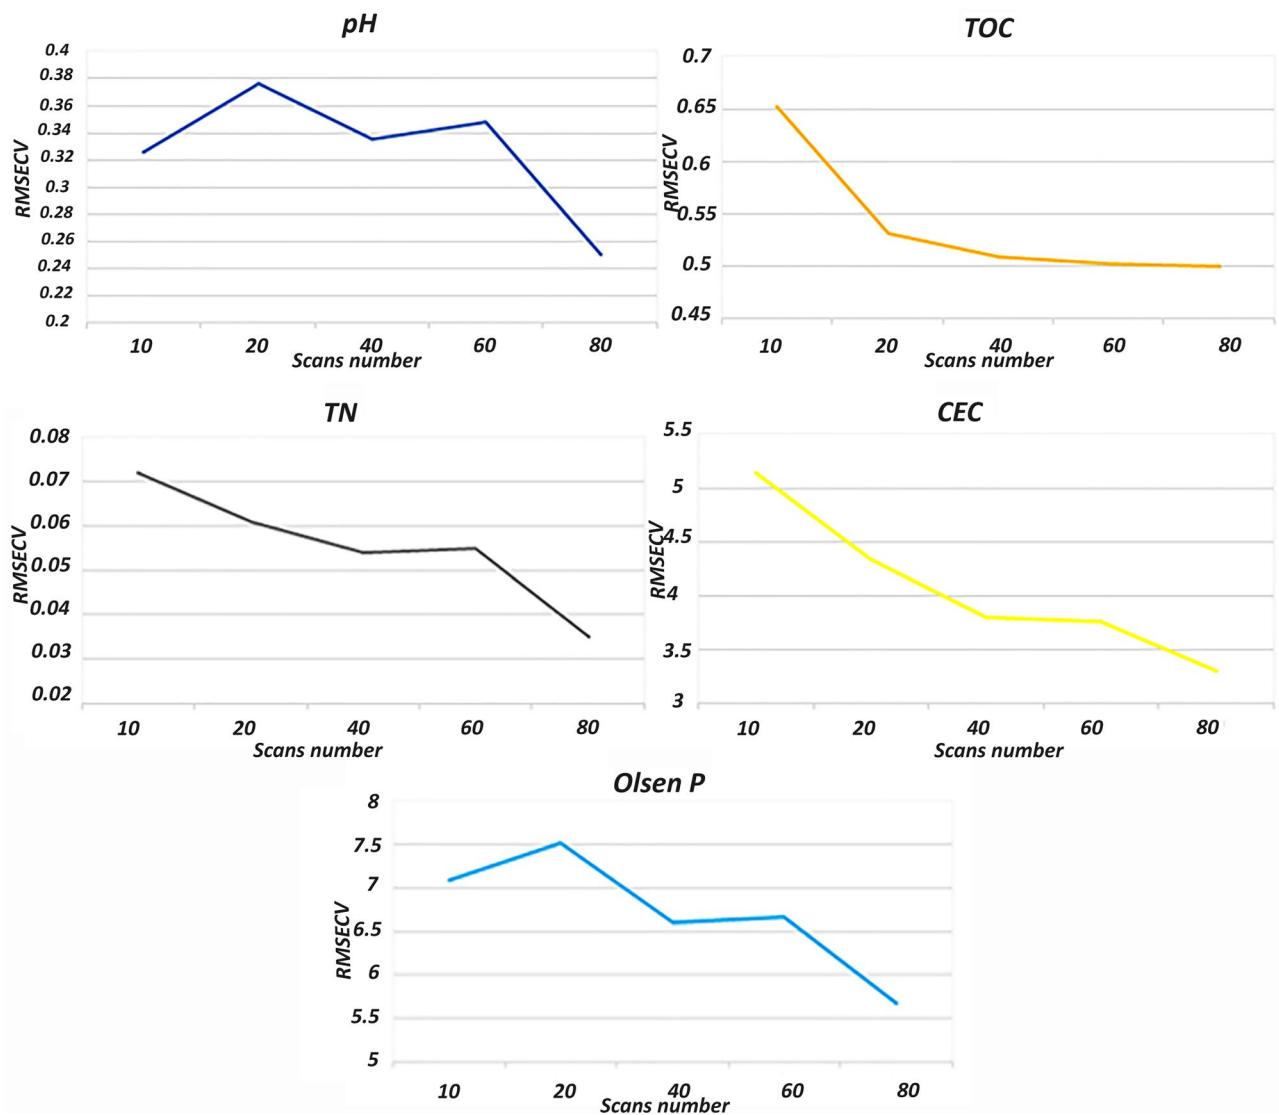 pH
0.4
0.38
0.36
0.34
0.32
0.3
0.28
0.26
0.24
0.22
0.2
RMSECV
10 20 40 60 80
Scans number
TOC
0.7
0.65
0.6
0.55
0.5
0.45
RMSECV
10 20 40 60 80
Scans number
TN
0.08
0.07
0.06
0.05
0.04
0.03
0.02
RMSECV
10 20 40 60 80
Scans number
CEC
5.5
5
4.5
4
3.5
3
RMSECV
10 20 40 60 80
Scans number
Olsen P
8
7.5
7
6.5
6
5.5
5
RMSECV
10 20 40 60 80
Scans number